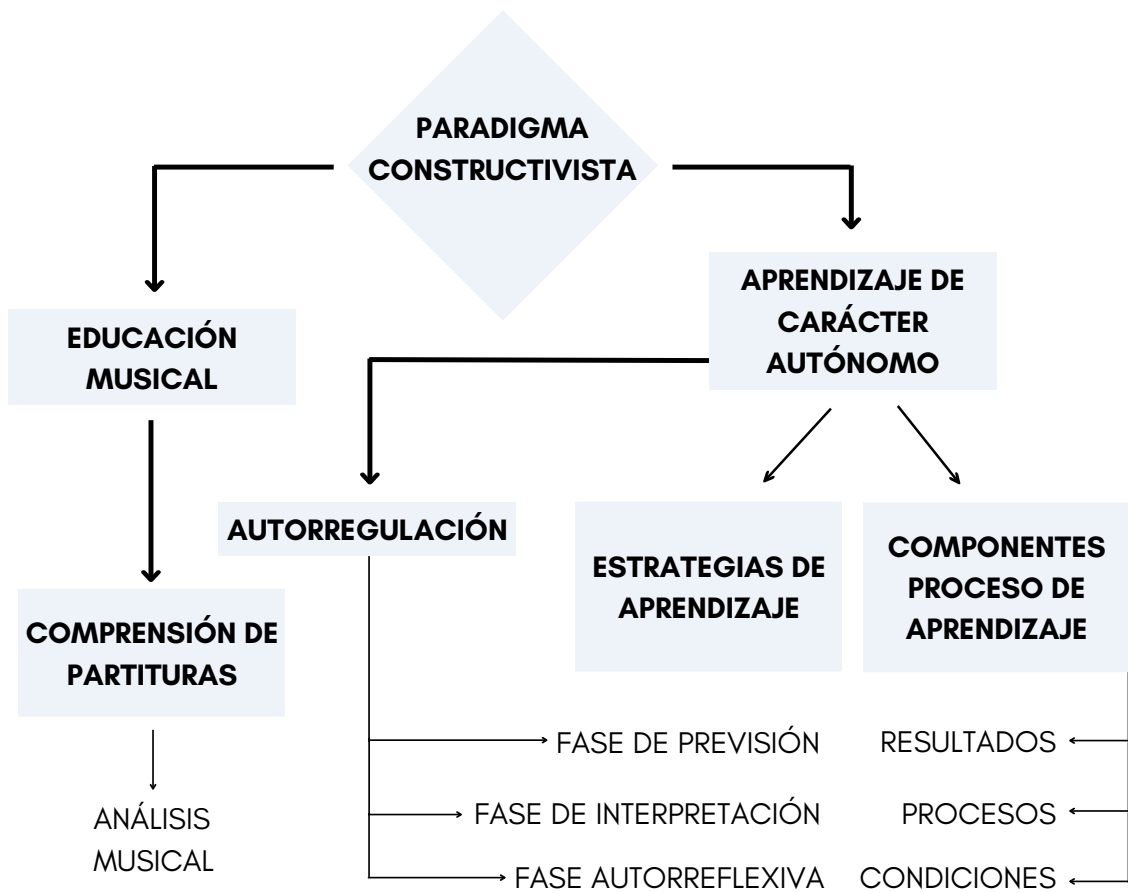 PARADIGMA
CONSTRUCTIVISTA
EDUCACIÓN
MUSICAL
APRENDIZAJE DE
CARÁCTER
AUTÓNOMO
AUTORREGULACIÓN
ESTRATEGIAS DE
APRENDIZAJE
COMPONENTES
PROCESO DE
APRENDIZAJE
COMPRENSIÓN DE
PARTITURAS
FASE DE PREVISIÓN
RESULTADOS
FASE DE INTERPRETACIÓN
PROCESOS
FASE AUTORREFLEXIVA
CONDICIONES
ANÁLISIS
MUSICAL